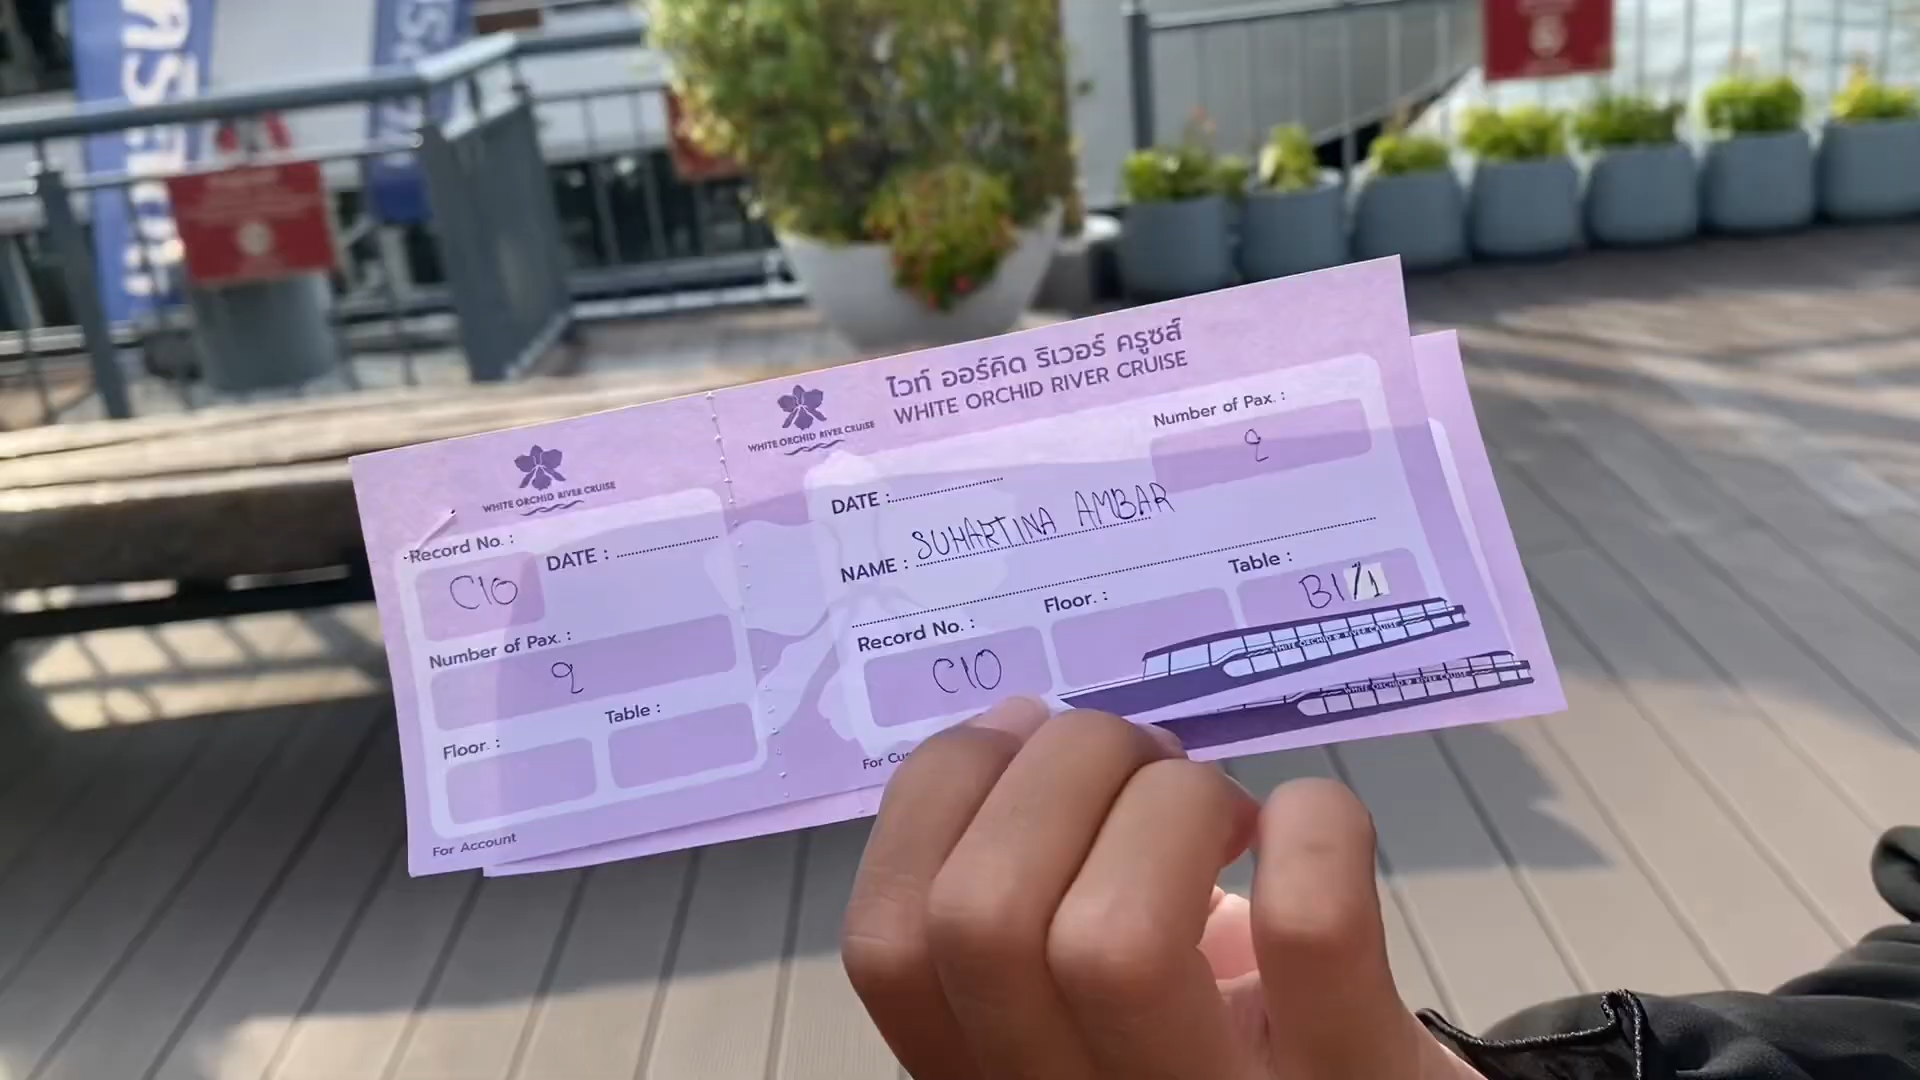 WHITE ORCHID RIVER CRUISE
Record No. :
C10
DATE :
Number of Pax. :
2
Floor. :
Table :
For Account
WHITE ORCHID RIVER CRUISE
ไวท์ ออร์คิด ริเวอร์ ครูซส์
WHITE ORCHID RIVER CRUISE
Number of Pax. :
2
DATE :
NAME : SUHARTINA AMBAR
Record No. :
C10
Floor. :
Table :
WHITE ORCHID RIVER CRUISE
WHITE ORCHID RIVER CRUISE
For